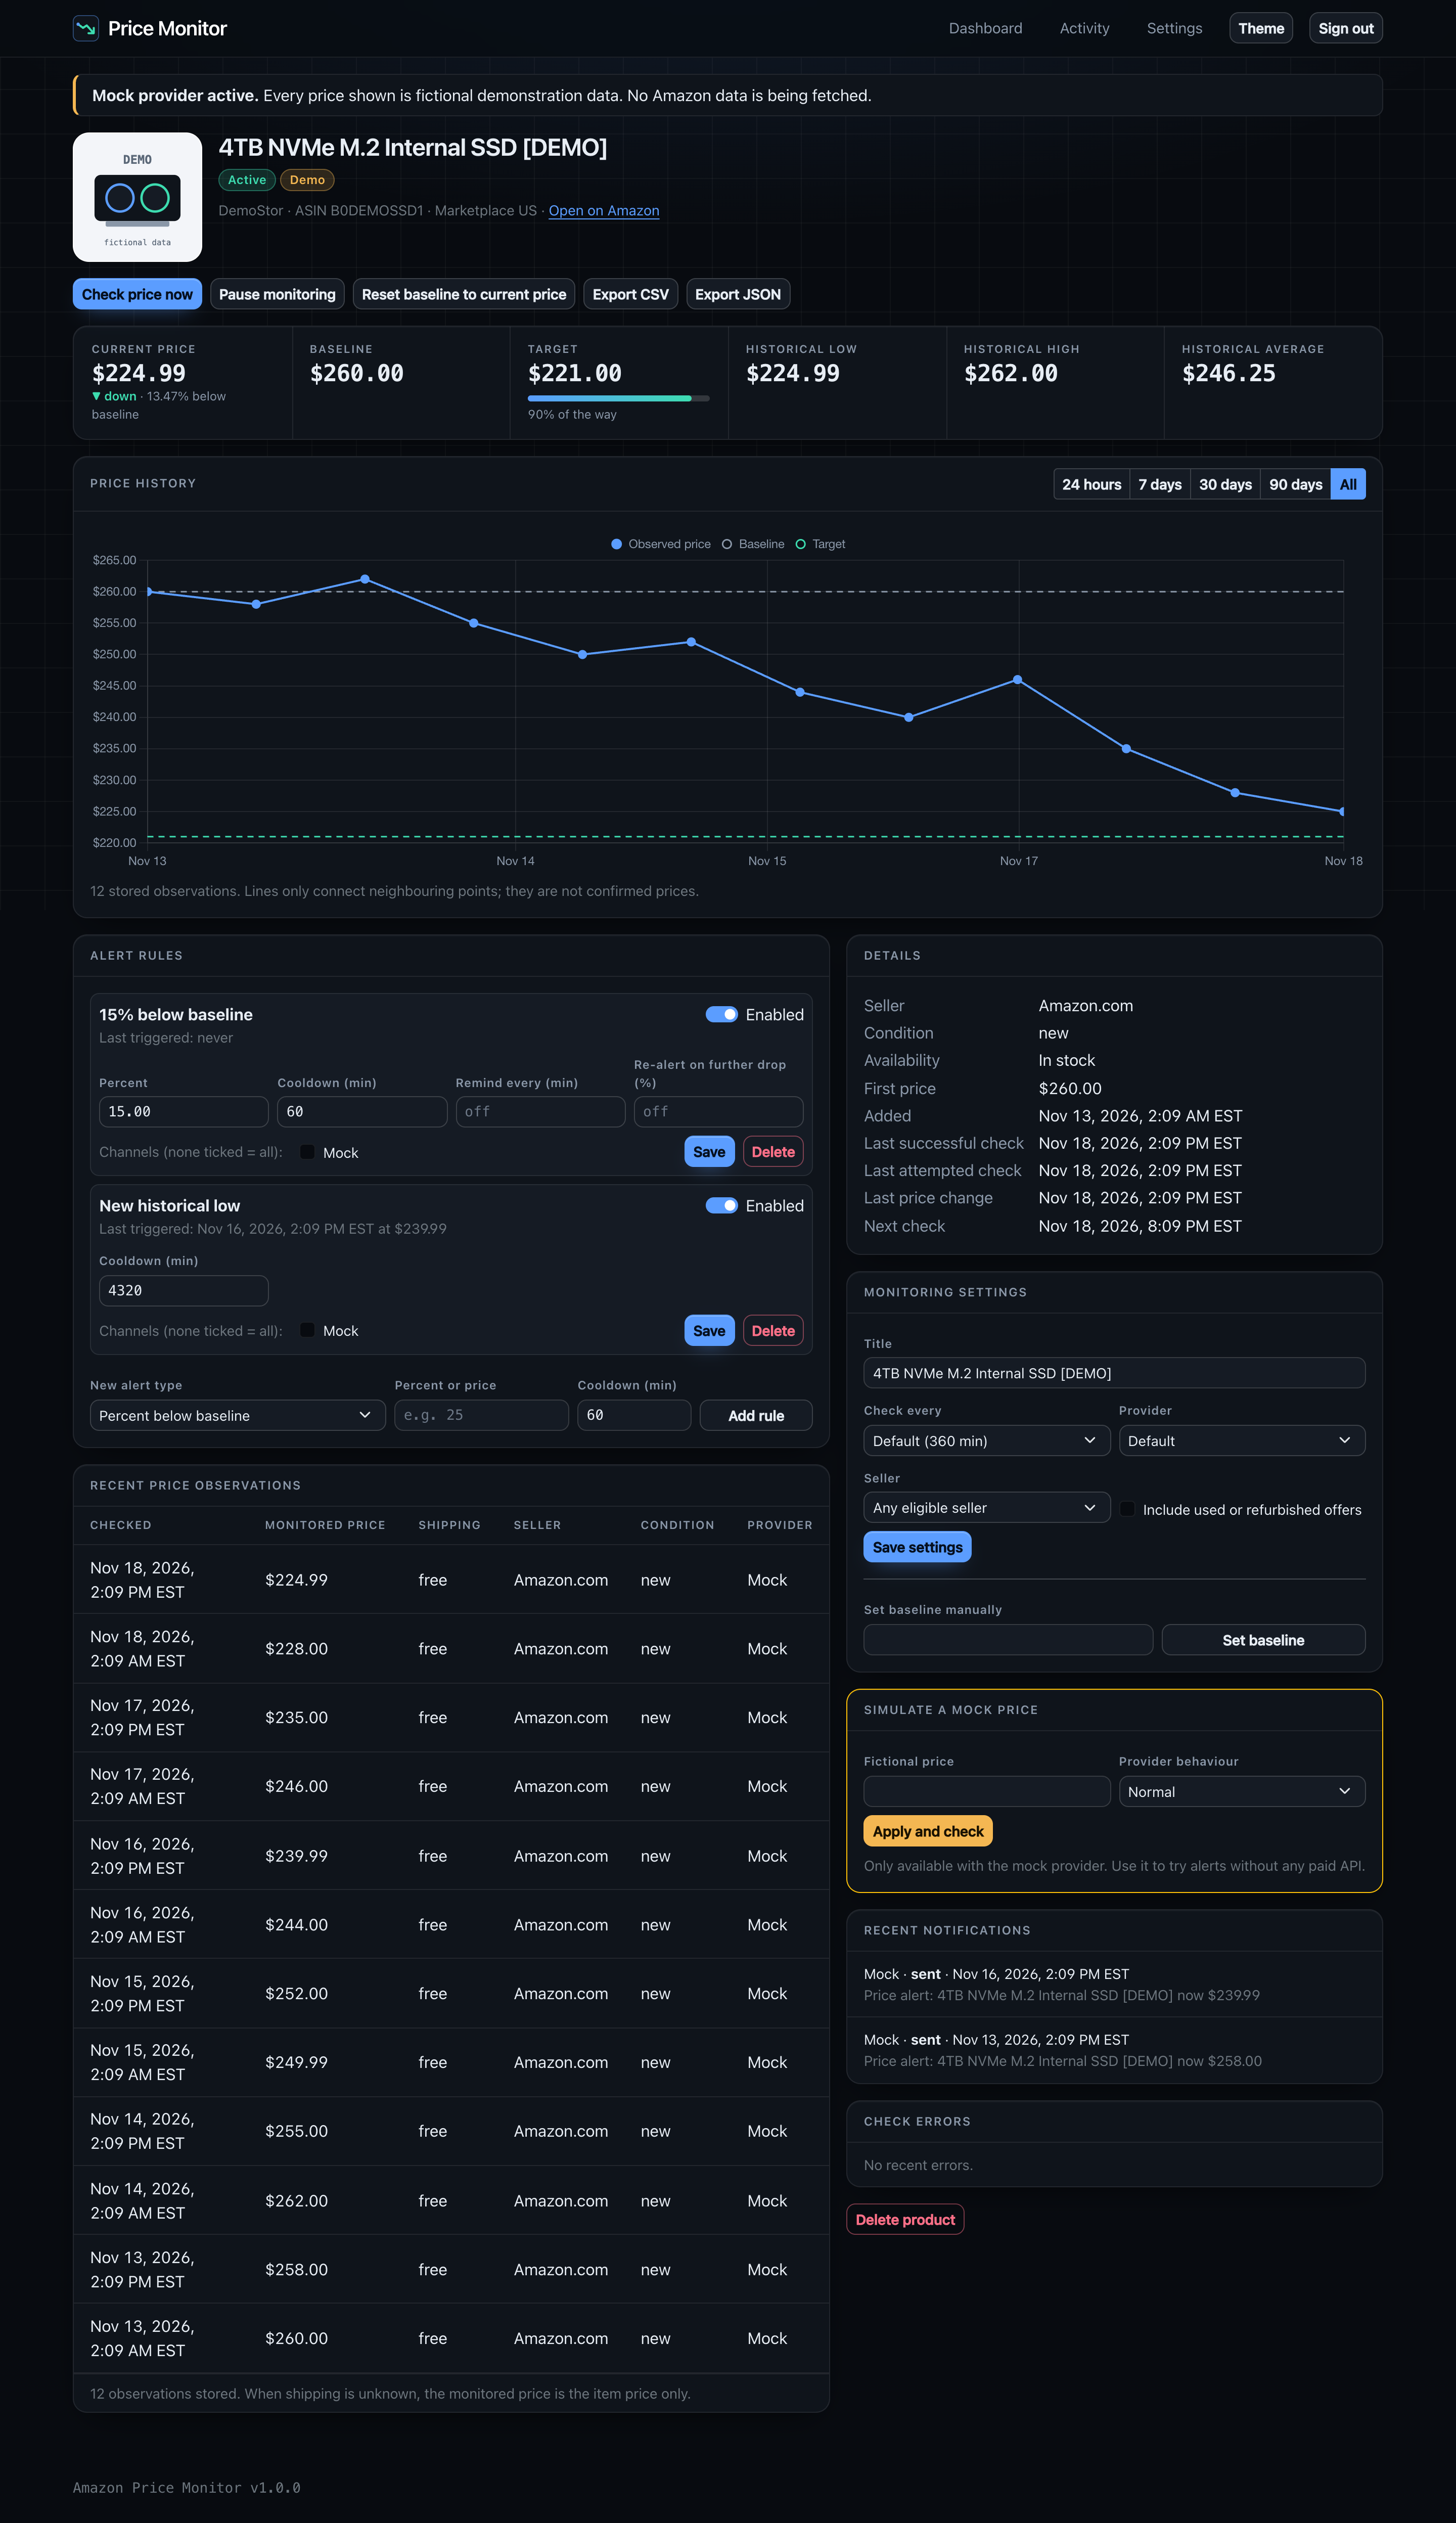 Price Monitor
Dashboard
Activity
Settings
Theme
Sign out
Mock provider active. Every price shown is fictional demonstration data. No Amazon data is being fetched.
DEMO
fictional data
4TB NVMe M.2 Internal SSD [DEMO]
Active
Demo
DemoStor · ASIN B0DEMOSSD1 · Marketplace US · Open on Amazon
Check price now
Pause monitoring
Reset baseline to current price
Export CSV
Export JSON
CURRENT PRICE
$224.99
▼ down · 13.47% below
baseline
BASELINE
$260.00
TARGET
$221.00
90% of the way
HISTORICAL LOW
$224.99
HISTORICAL HIGH
$262.00
HISTORICAL AVERAGE
$246.25
PRICE HISTORY
24 hours
7 days
30 days
90 days
All
Observed price
Baseline
Target
$265.00
$260.00
$255.00
$250.00
$245.00
$240.00
$235.00
$230.00
$225.00
$220.00
Nov 13
Nov 14
Nov 15
Nov 17
Nov 18
12 stored observations. Lines only connect neighbouring points; they are not confirmed prices.
ALERT RULES
15% below baseline
Enabled
Last triggered: never
Percent
Cooldown (min)
Remind every (min)
Re-alert on further drop
(%)
15.00
60
off
off
Channels (none ticked = all):
Mock
Save
Delete
New historical low
Enabled
Last triggered: Nov 16, 2026, 2:09 PM EST at $239.99
Cooldown (min)
4320
Channels (none ticked = all):
Mock
Save
Delete
New alert type
Percent or price
Cooldown (min)
Percent below baseline
e.g. 25
60
Add rule
RECENT PRICE OBSERVATIONS
CHECKED MONITORED PRICE SHIPPING SELLER CONDITION PROVIDER
Nov 18, 2026,
2:09 PM EST
$224.99 free Amazon.com new Mock
Nov 18, 2026,
2:09 AM EST
$228.00 free Amazon.com new Mock
Nov 17, 2026,
2:09 PM EST
$235.00 free Amazon.com new Mock
Nov 17, 2026,
2:09 AM EST
$246.00 free Amazon.com new Mock
Nov 16, 2026,
2:09 PM EST
$239.99 free Amazon.com new Mock
Nov 16, 2026,
2:09 AM EST
$244.00 free Amazon.com new Mock
Nov 15, 2026,
2:09 PM EST
$252.00 free Amazon.com new Mock
Nov 15, 2026,
2:09 AM EST
$249.99 free Amazon.com new Mock
Nov 14, 2026,
2:09 PM EST
$255.00 free Amazon.com new Mock
Nov 14, 2026,
2:09 AM EST
$262.00 free Amazon.com new Mock
Nov 13, 2026,
2:09 PM EST
$258.00 free Amazon.com new Mock
Nov 13, 2026,
2:09 AM EST
$260.00 free Amazon.com new Mock
12 observations stored. When shipping is unknown, the monitored price is the item price only.
DETAILS
Seller Amazon.com
Condition new
Availability In stock
First price $260.00
Added Nov 13, 2026, 2:09 AM EST
Last successful check Nov 18, 2026, 2:09 PM EST
Last attempted check Nov 18, 2026, 2:09 PM EST
Last price change Nov 18, 2026, 2:09 PM EST
Next check Nov 18, 2026, 8:09 PM EST
MONITORING SETTINGS
Title
4TB NVMe M.2 Internal SSD [DEMO]
Check every
Provider
Default (360 min)
Default
Seller
Any eligible seller
Include used or refurbished offers
Save settings
Set baseline manually
Set baseline
SIMULATE A MOCK PRICE
Fictional price
Provider behaviour
Normal
Apply and check
Only available with the mock provider. Use it to try alerts without any paid API.
RECENT NOTIFICATIONS
Mock · sent · Nov 16, 2026, 2:09 PM EST
Price alert: 4TB NVMe M.2 Internal SSD [DEMO] now $239.99
Mock · sent · Nov 13, 2026, 2:09 PM EST
Price alert: 4TB NVMe M.2 Internal SSD [DEMO] now $258.00
CHECK ERRORS
No recent errors.
Delete product
Amazon Price Monitor v1.0.0